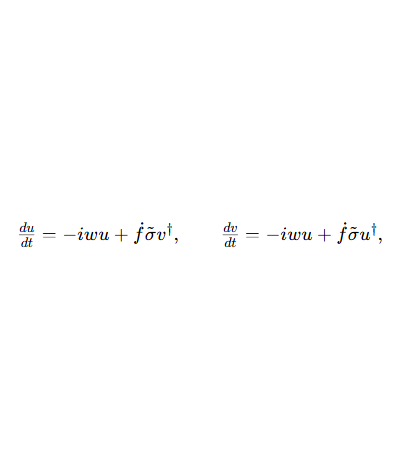 du/dt = −iwu + ḟσ̃v†, dv/dt = −iwu + ḟσ̃u†,